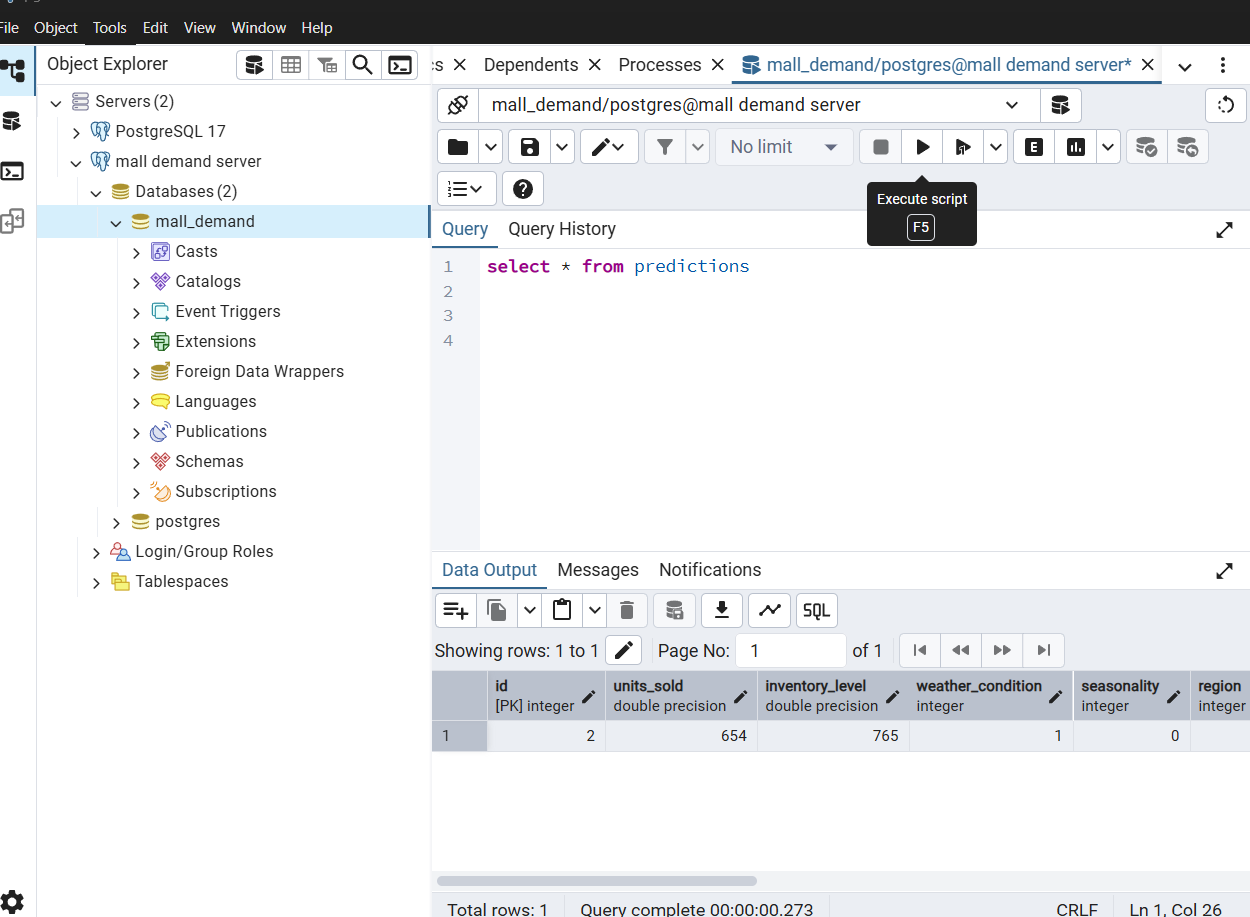 File Object Tools Edit View Window Help
Object Explorer
Servers (2)
PostgreSQL 17
mall demand server
Databases (2)
mall_demand
Casts
Catalogs
Event Triggers
Extensions
Foreign Data Wrappers
Languages
Publications
Schemas
Subscriptions
postgres
Login/Group Roles
Tablespaces
cs Dependents Processes mall_demand/postgres@mall demand server*
mall_demand/postgres@mall demand server
No limit E
Execute script
F5
Query Query History
1 select * from predictions
2
3
4
Data Output Messages Notifications
SQL
Showing rows: 1 to 1 Page No: 1 of 1
id units_sold inventory_level weather_condition seasonality region
[PK] integer double precision double precision integer integer integer
1 2 654 765 1 0
Total rows: 1 Query complete 00:00:00.273 CRLF Ln 1, Col 26